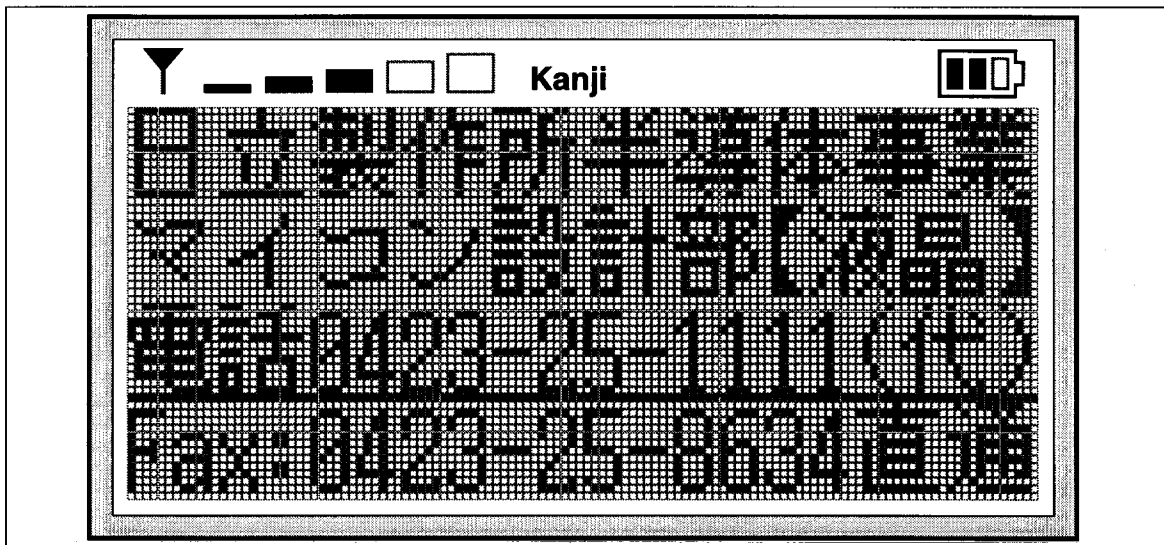 Kanji
日立製作所半導体事業
マイコン設計部【液晶】
電話0423-25-1111(代)
Fax:0423-25-8634直通